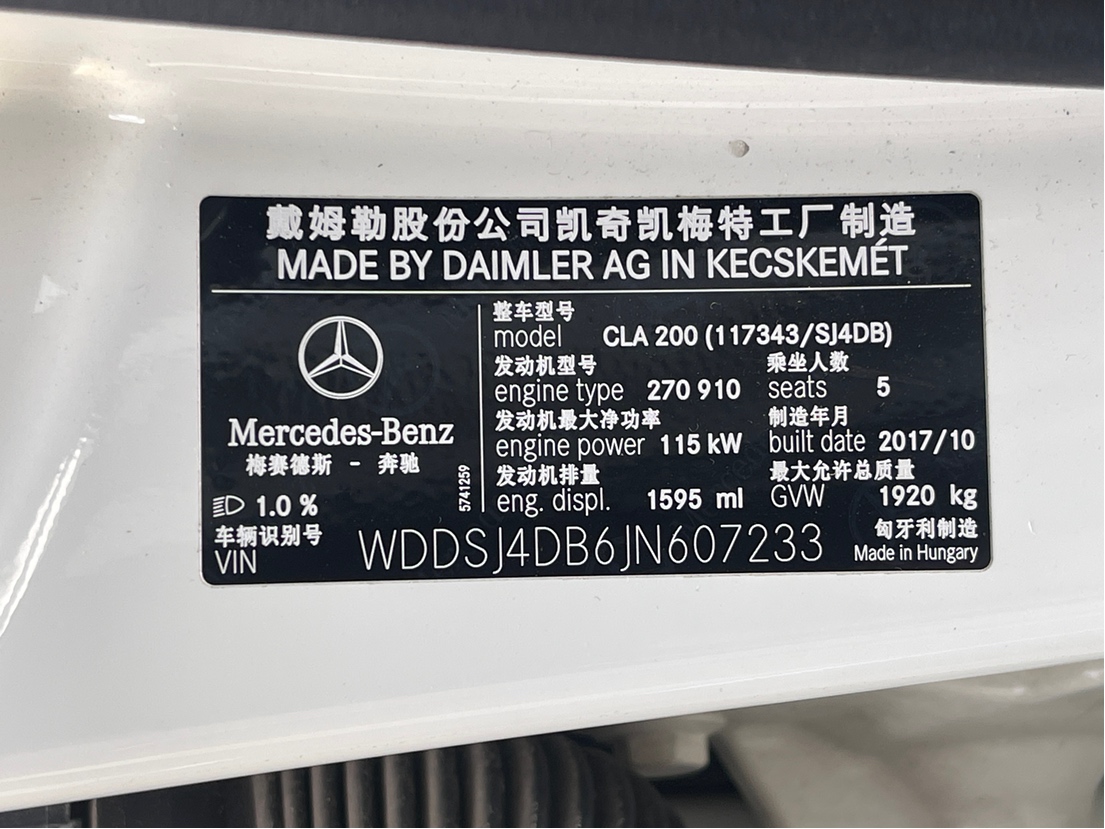 戴姆勒股份公司凯奇凯梅特工厂制造
MADE BY DAIMLER AG IN KECSKEMÉT
整车型号
model CLA 200 (117343/SJ4DB)
发动机型号 乘坐人数
engine type 270 910 seats 5
发动机最大净功率 制造年月
engine power 115 kW built date 2017/10
发动机排量 最大允许总质量
eng. displ. 1595 ml GVW 1920 kg
Mercedes-Benz
梅赛德斯 - 奔驰
5741259
1.0 %
车辆识别号
VIN WDDSJ4DB6JN607233
匈牙利制造
Made in Hungary